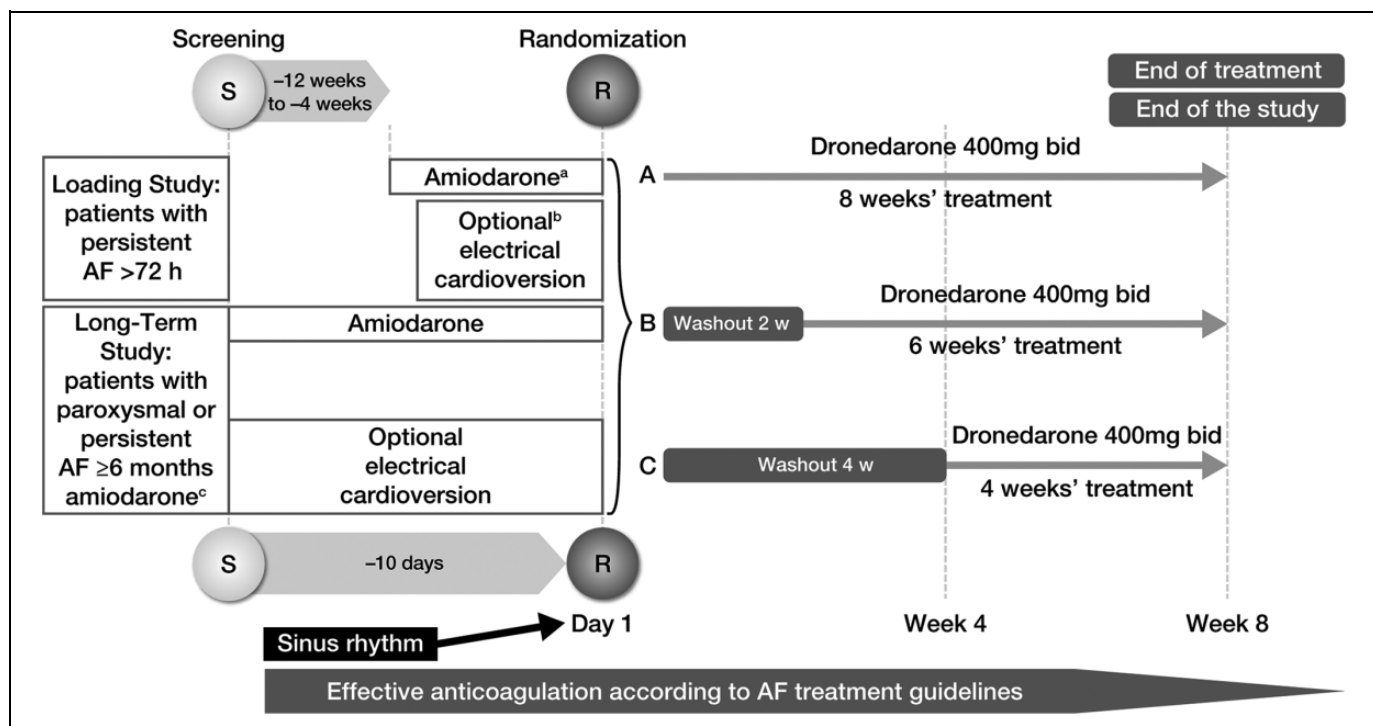 Screening
Randomization
S
–12 weeks
to –4 weeks
R
End of treatment
End of the study
Loading Study:
patients with
persistent
AF >72 h
Amiodaroneᵃ
Optionalᵇ
electrical
cardioversion
A
Dronedarone 400mg bid
8 weeks’ treatment
Long-Term
Study:
patients with
paroxysmal or
persistent
AF ≥6 months
amiodaroneᶜ
Amiodarone
Optional
electrical
cardioversion
B
Washout 2 w
Dronedarone 400mg bid
6 weeks’ treatment
C
Washout 4 w
Dronedarone 400mg bid
4 weeks’ treatment
S
–10 days
R
Sinus rhythm
Day 1
Week 4
Week 8
Effective anticoagulation according to AF treatment guidelines